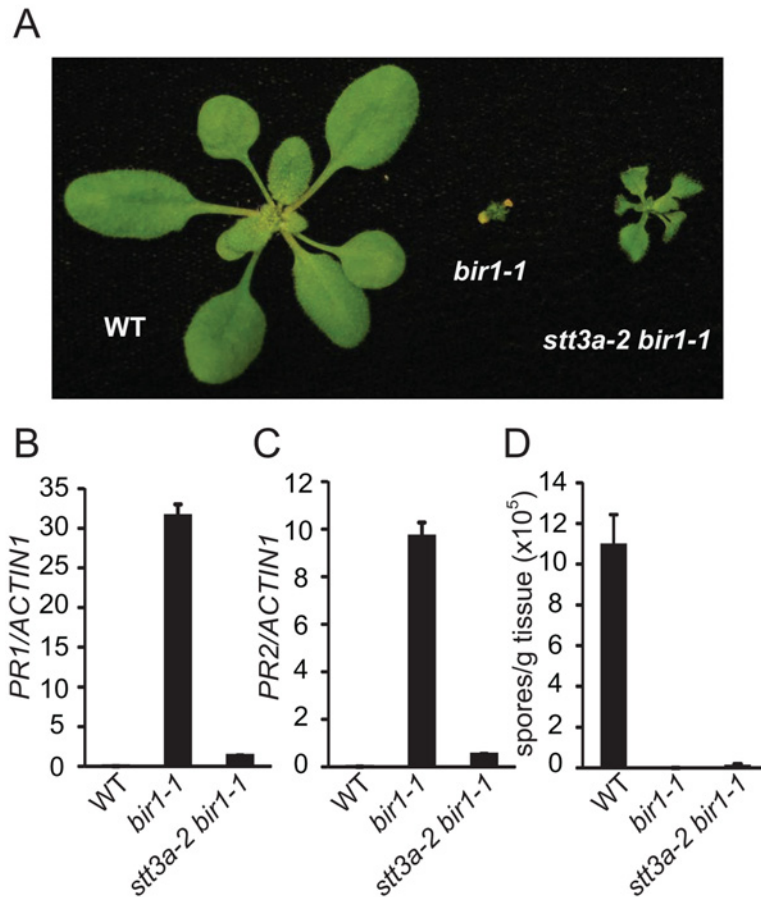 A
WT
bir1-1
stt3a-2 bir1-1
B
PR1/ACTIN1
35
30
25
20
15
10
5
0
WT
bir1-1
stt3a-2 bir1-1
C
PR2/ACTIN1
12
10
8
6
4
2
0
WT
bir1-1
stt3a-2 bir1-1
D
spores/g tissue (x10⁵)
14
12
10
8
6
4
2
0
WT
bir1-1
stt3a-2 bir1-1